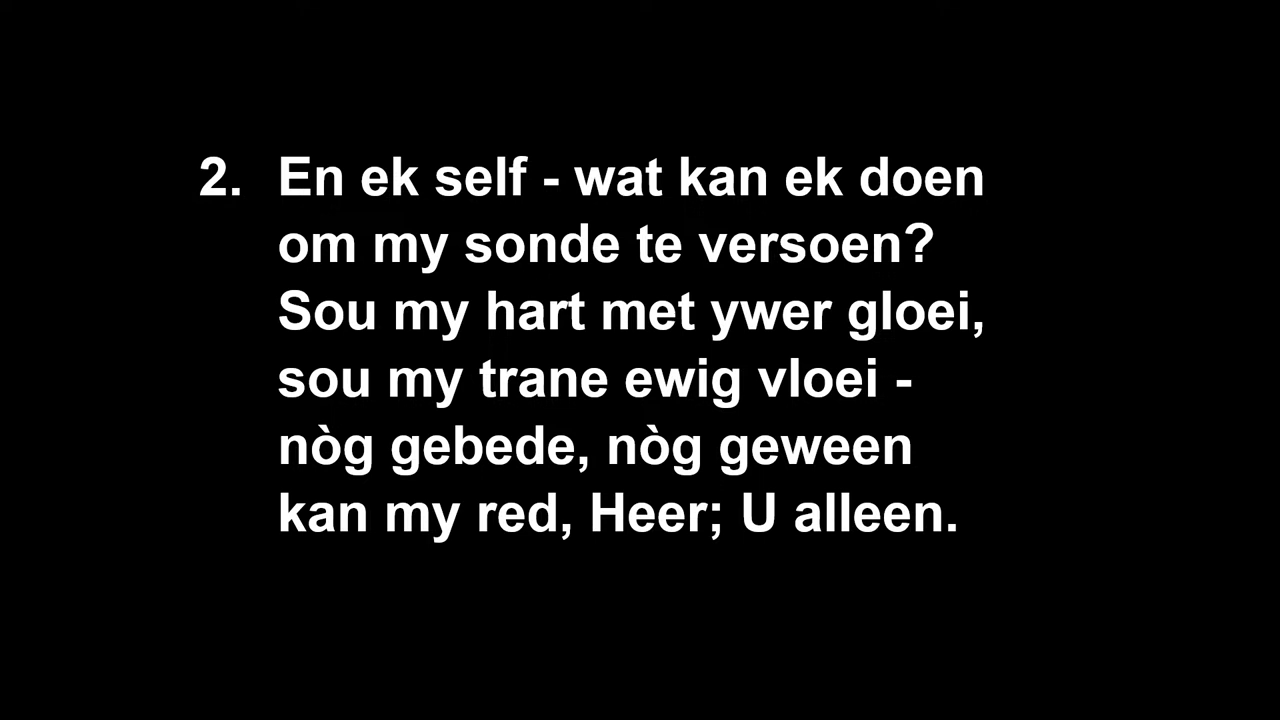 2. En ek self - wat kan ek doen
om my sonde te versoen?
Sou my hart met ywer gloei,
sou my trane ewig vloei -
nòg gebede, nòg geween
kan my red, Heer; U alleen.